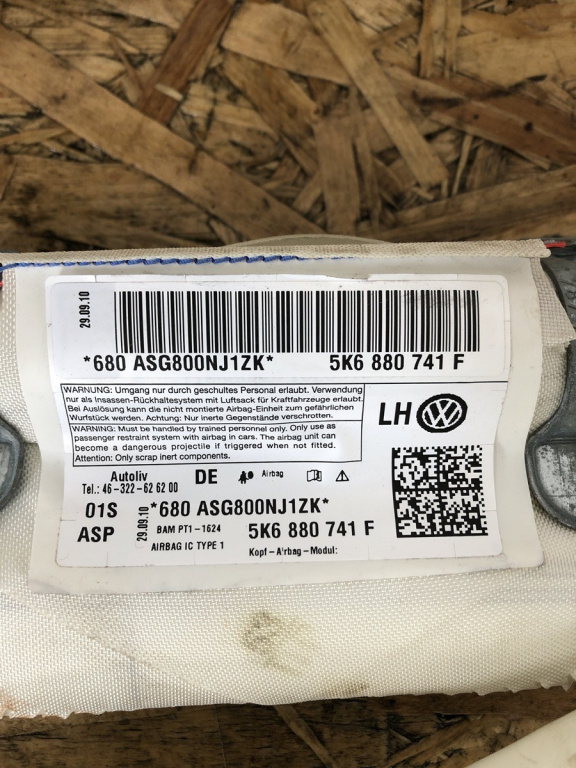 29.09.10
*680 ASG800NJ1ZK* 5K6 880 741 F
WARNUNG: Umgang nur durch geschultes Personal erlaubt. Verwendung
nur als Insassen-Rückhaltesystem mit Luftsack für Kraftfahrzeuge erlaubt.
Bei Auslösung kann die nicht montierte Airbag-Einheit zum gefährlichen
Wurfstück werden. Achtung: Nur inerte Gegenstände verschrotten.
WARNING: Must be handled by trained personnel only. Only use as
passenger restraint system with airbag in cars. The airbag unit can
become a dangerous projectile if triggered when not fitted.
Attention: Only scrap inert components.
LH
Autoliv DE Airbag
Tel.: 46-322-62 62 00
01S 29.09.10 *680 ASG800NJ1ZK*
ASP BAM PT1-1624 5K6 880 741 F
AIRBAG IC TYPE 1 Kopf-Airbag-Modul: